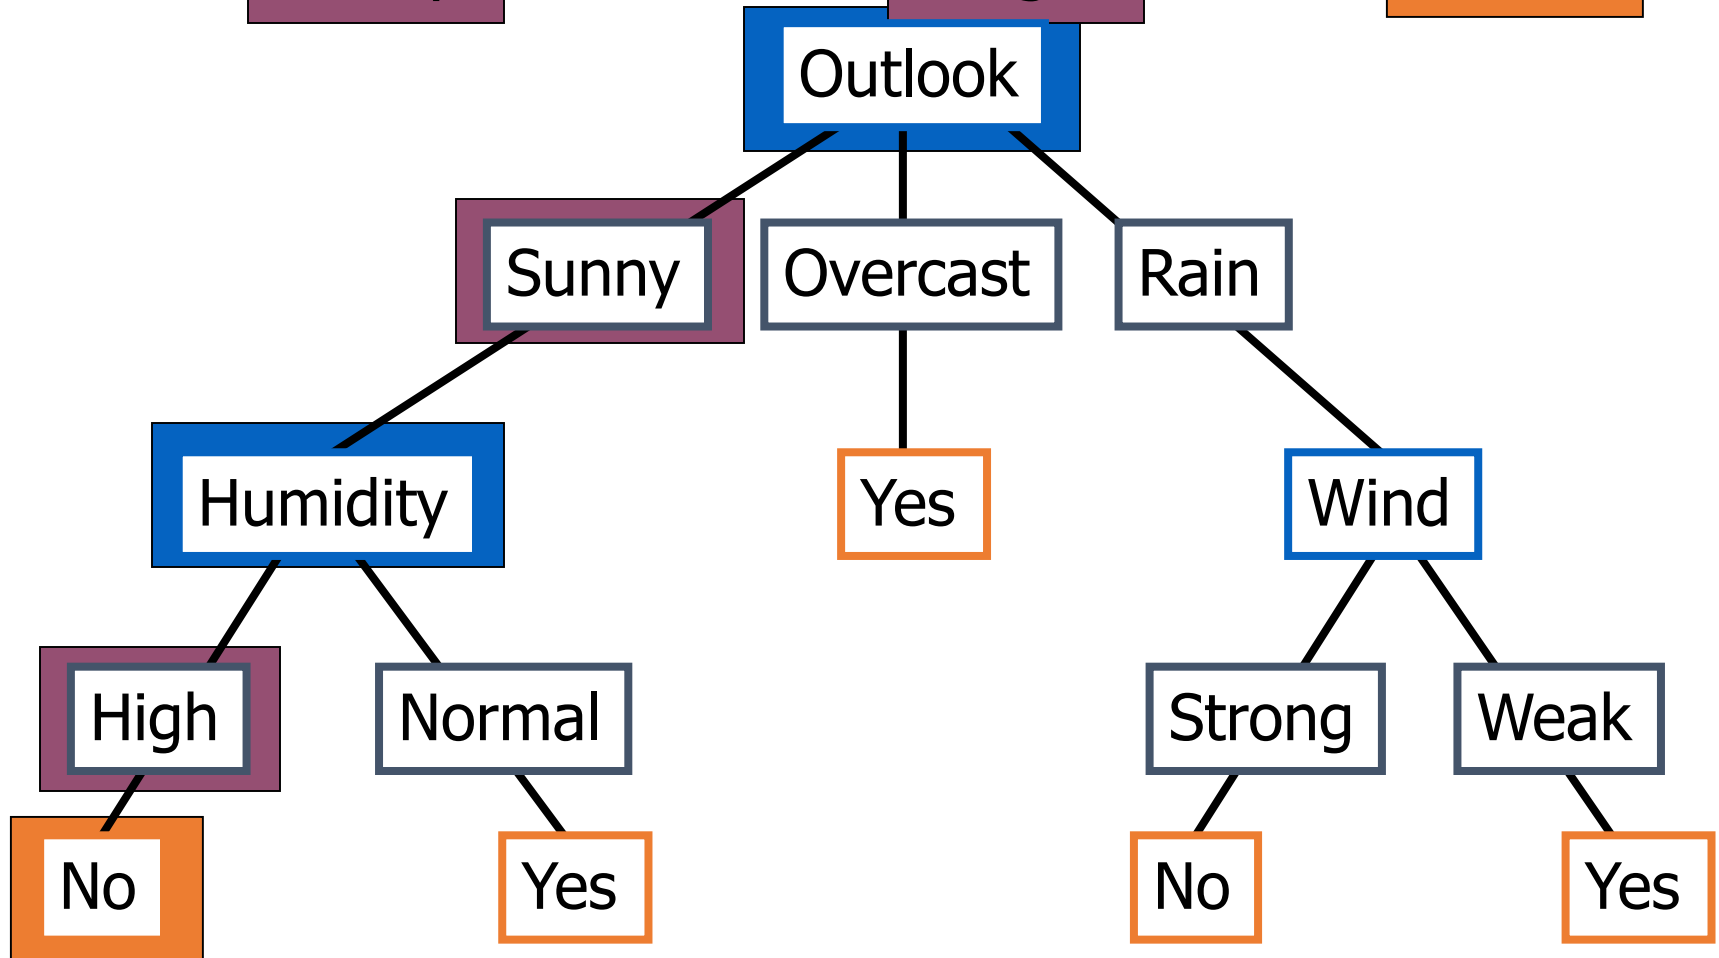 Outlook
Sunny Overcast Rain
Humidity Yes Wind
High Normal Strong Weak
No Yes No Yes